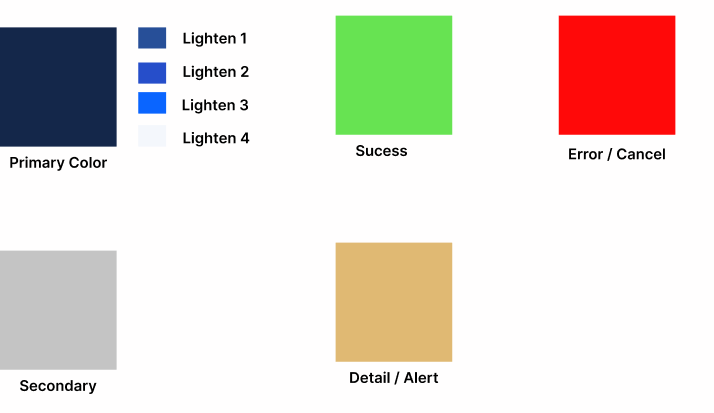 Lighten 1
Lighten 2
Lighten 3
Lighten 4
Primary Color
Sucess
Error / Cancel
Secondary
Detail / Alert